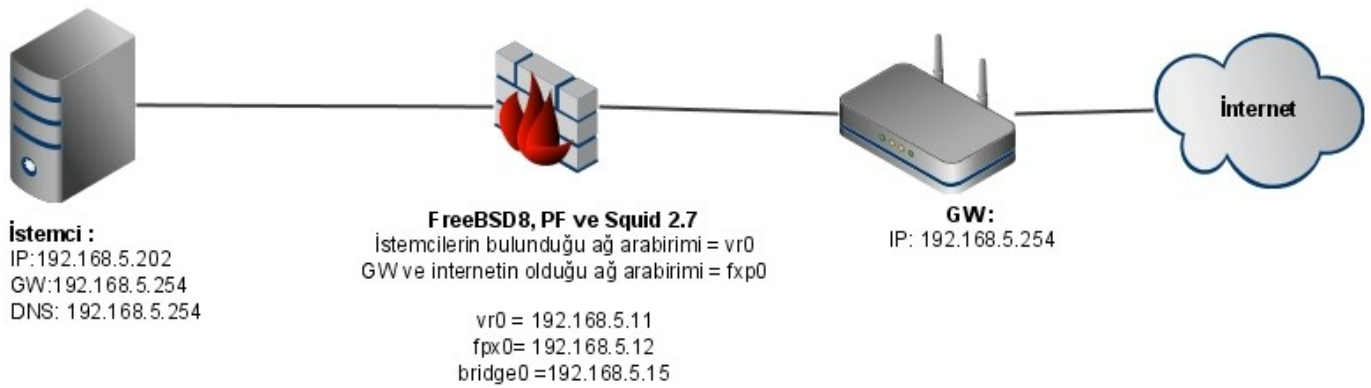 İnternet
İstemci :
IP:192.168.5.202
GW:192.168.5.254
DNS: 192.168.5.254
FreeBSD8, PF ve Squid 2.7
İstemcilerin bulunduğu ağ arabirimi = vr0
GW ve internetin olduğu ağ arabirimi = fxp0
vr0 = 192.168.5.11
fpx0= 192.168.5.12
bridge0 =192.168.5.15
GW:
IP: 192.168.5.254